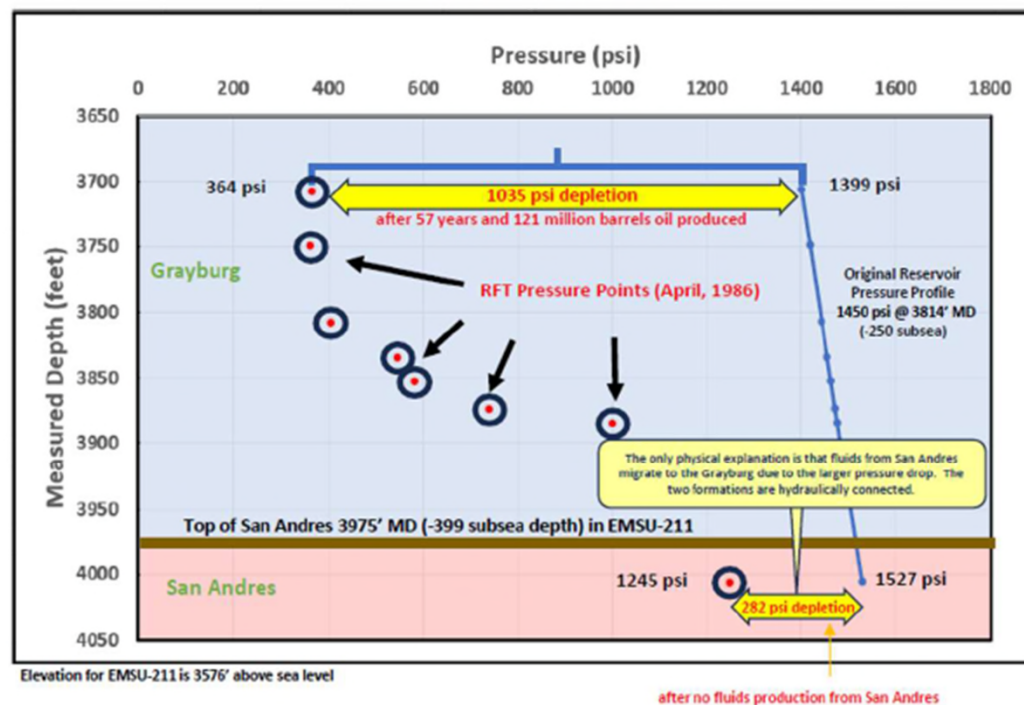 Pressure (psi)
0 200 400 600 800 1000 1200 1400 1600 1800
Measured Depth (feet)
3650
3700
3750
3800
3850
3900
3950
4000
4050
364 psi
1035 psi depletion
1399 psi
after 57 years and 121 million barrels oil produced
Grayburg
RFT Pressure Points (April, 1986)
Original Reservoir
Pressure Profile
1450 psi @ 3814' MD
(-250 subsea)
The only physical explanation is that fluids from San Andres
migrate to the Grayburg due to the larger pressure drop. The
two formations are hydraulically connected.
Top of San Andres 3975' MD (-399 subsea depth) in EMSU-211
San Andres
1245 psi
1527 psi
282 psi depletion
Elevation for EMSU-211 is 3576' above sea level
after no fluids production from San Andres